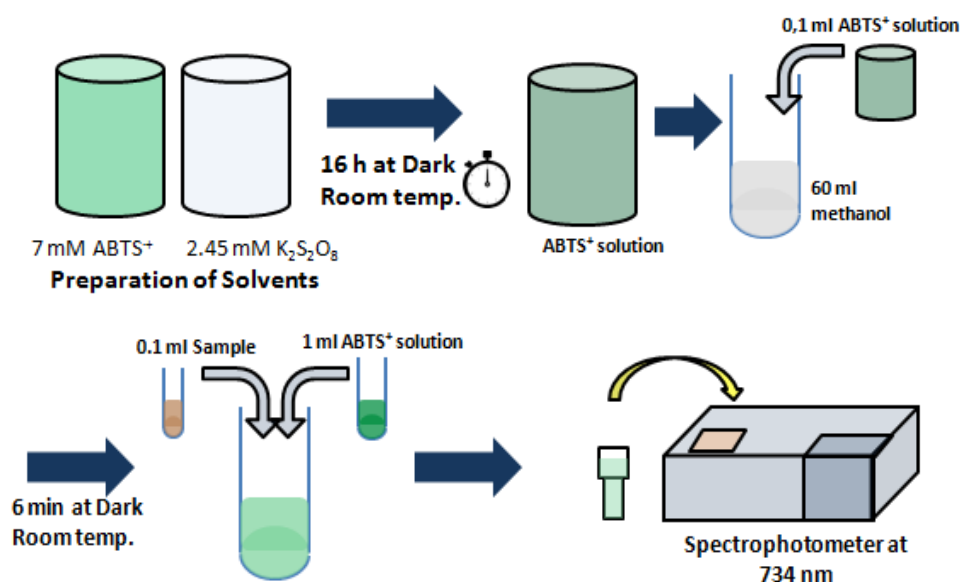 0,1 ml ABTS⁺ solution
16 h at Dark
Room temp.
60 ml
methanol
7 mM ABTS⁺
2.45 mM K₂S₂O₈
ABTS⁺ solution
Preparation of Solvents
0.1 ml Sample
1 ml ABTS⁺ solution
6 min at Dark
Room temp.
Spectrophotometer at
734 nm